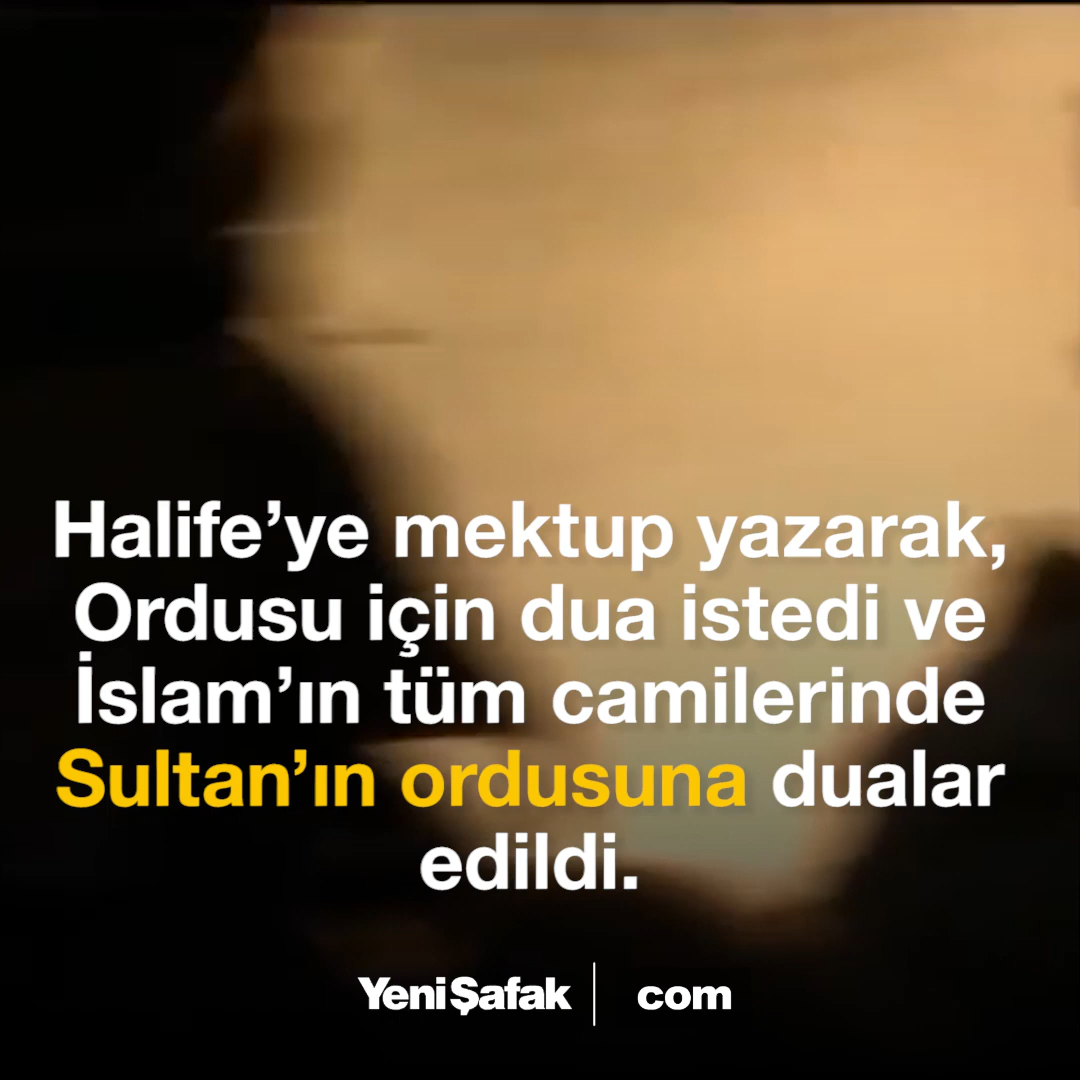 Halife’ye mektup yazarak,
Ordusu için dua istedi ve
İslam’ın tüm camilerinde
Sultan’ın ordusuna dualar
edildi.
YeniŞafak | com